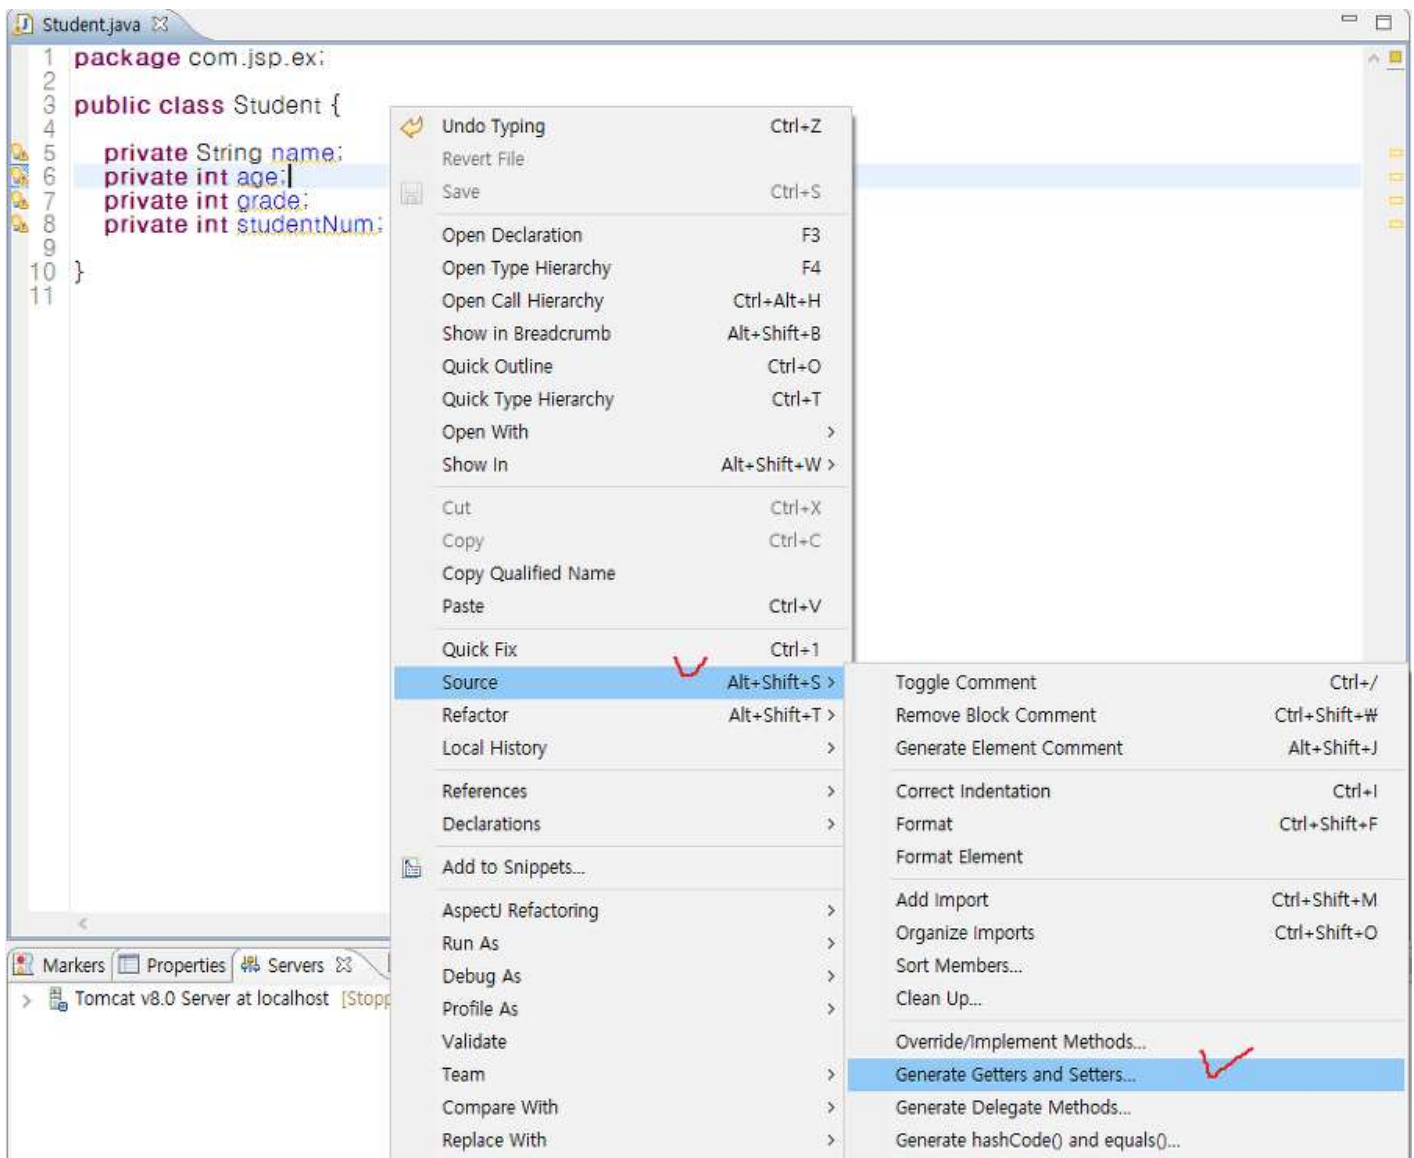 Student.java
1 package com.jsp.ex;
2
3 public class Student {
4
5 private String name;
6 private int age;
7 private int grade;
8 private int studentNum;
9
10 }
11
Undo Typing Ctrl+Z
Revert File
Save Ctrl+S
Open Declaration F3
Open Type Hierarchy F4
Open Call Hierarchy Ctrl+Alt+H
Show in Breadcrumb Alt+Shift+B
Quick Outline Ctrl+O
Quick Type Hierarchy Ctrl+T
Open With >
Show In Alt+Shift+W >
Cut Ctrl+X
Copy Ctrl+C
Copy Qualified Name
Paste Ctrl+V
Quick Fix Ctrl+1
Source Alt+Shift+S >
Refactor Alt+Shift+T >
Local History >
References >
Declarations >
Add to Snippets...
AspectJ Refactoring >
Run As >
Debug As >
Profile As >
Validate
Team >
Compare With >
Replace With >
Toggle Comment Ctrl+/
Remove Block Comment Ctrl+Shift+₩
Generate Element Comment Alt+Shift+J
Correct Indentation Ctrl+I
Format Ctrl+Shift+F
Format Element
Add Import Ctrl+Shift+M
Organize Imports Ctrl+Shift+O
Sort Members...
Clean Up...
Override/Implement Methods...
Generate Getters and Setters...
Generate Delegate Methods...
Generate hashCode() and equals()...
Markers Properties Servers
Tomcat v8.0 Server at localhost [Stopp